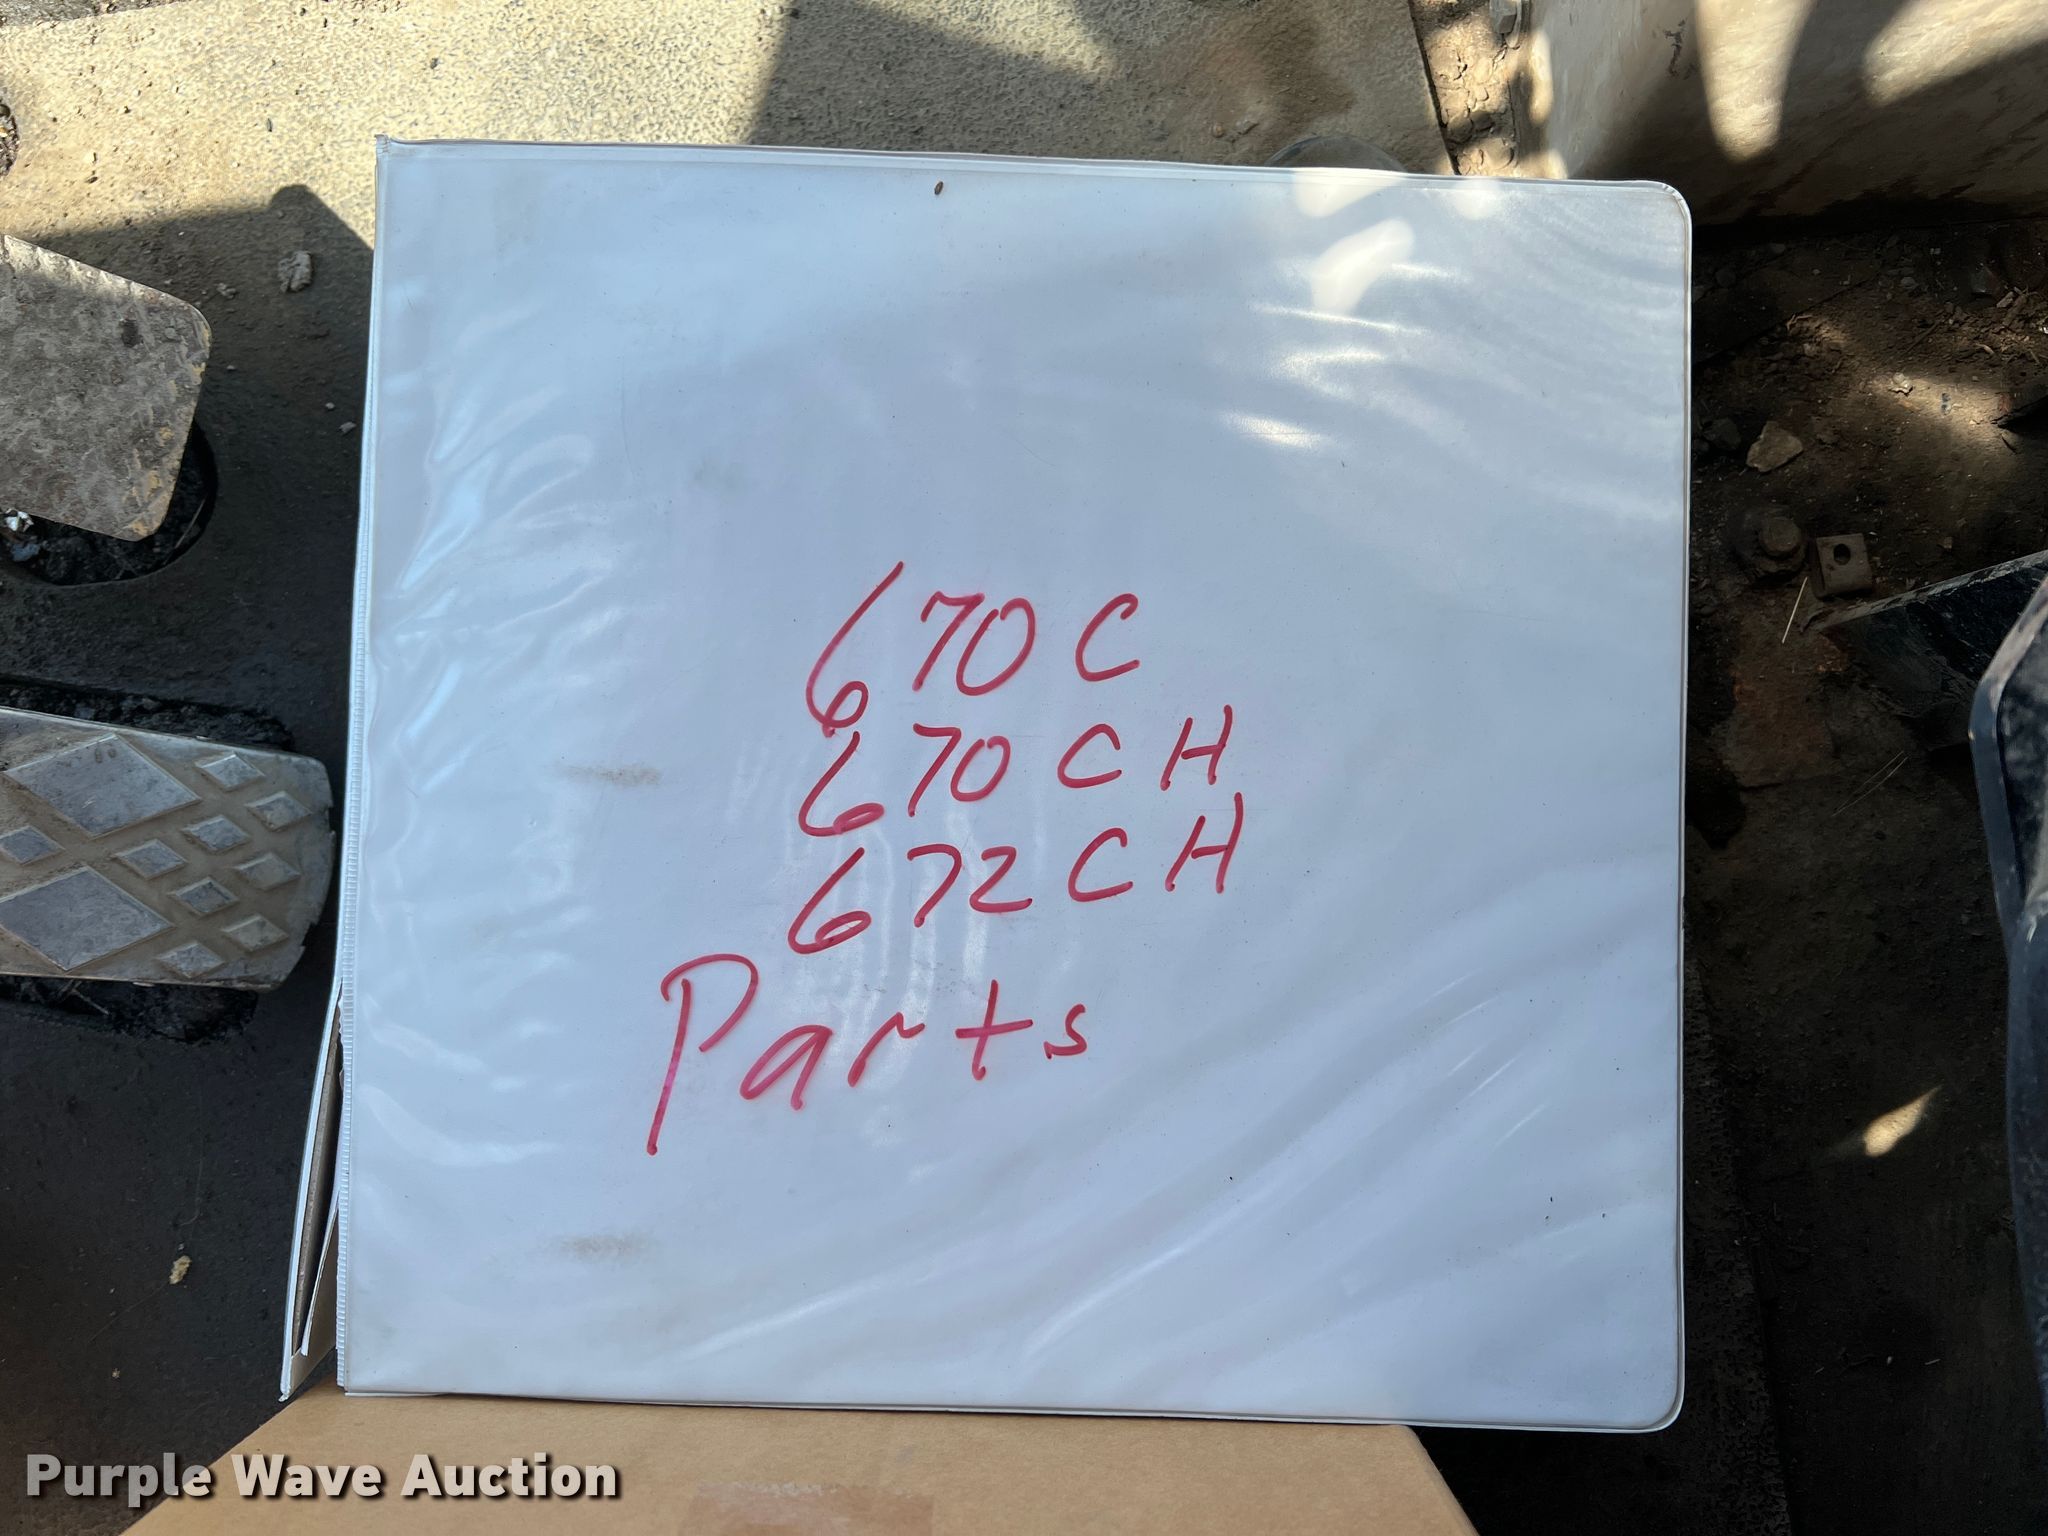 670C
670CH
672CH
Parts
Purple Wave Auction